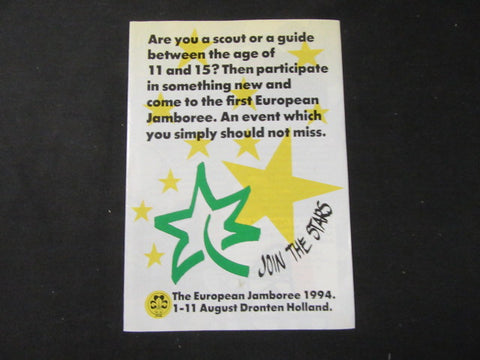 Are you a scout or a guide
between the age of
11 and 15? Then participate
in something new and
come to the first European
Jamboree. An event which
you simply should not miss.
JOIN THE STARS
The European Jamboree 1994.
1-11 August Dronten Holland.